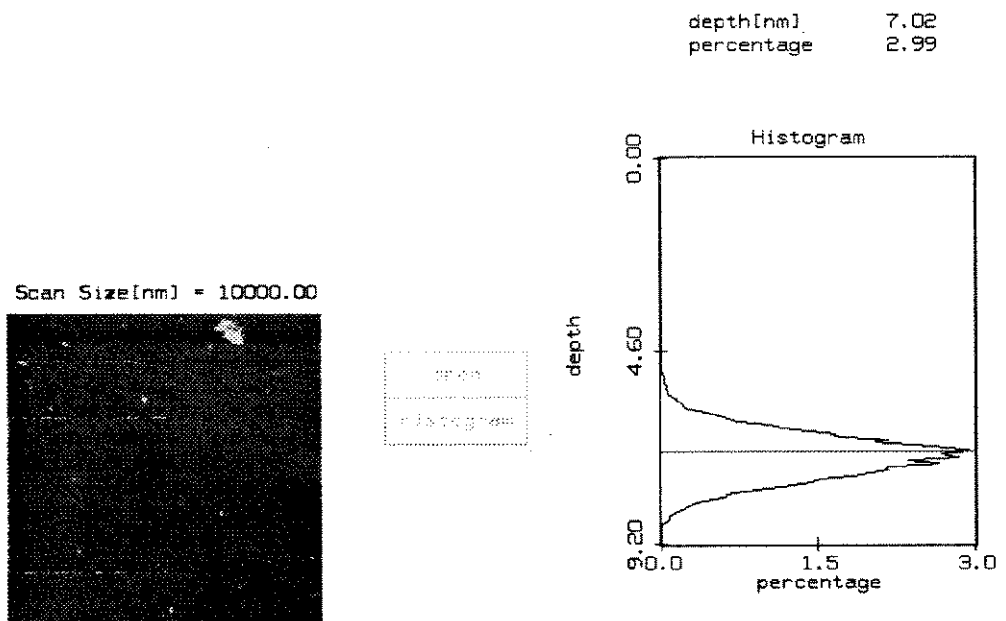 depth[nm] 7.02
percentage 2.99
Histogram
0.00
4.60
9.20
depth
0.0 1.5 3.0
percentage
Scan Size[nm] = 10000.00
histogram